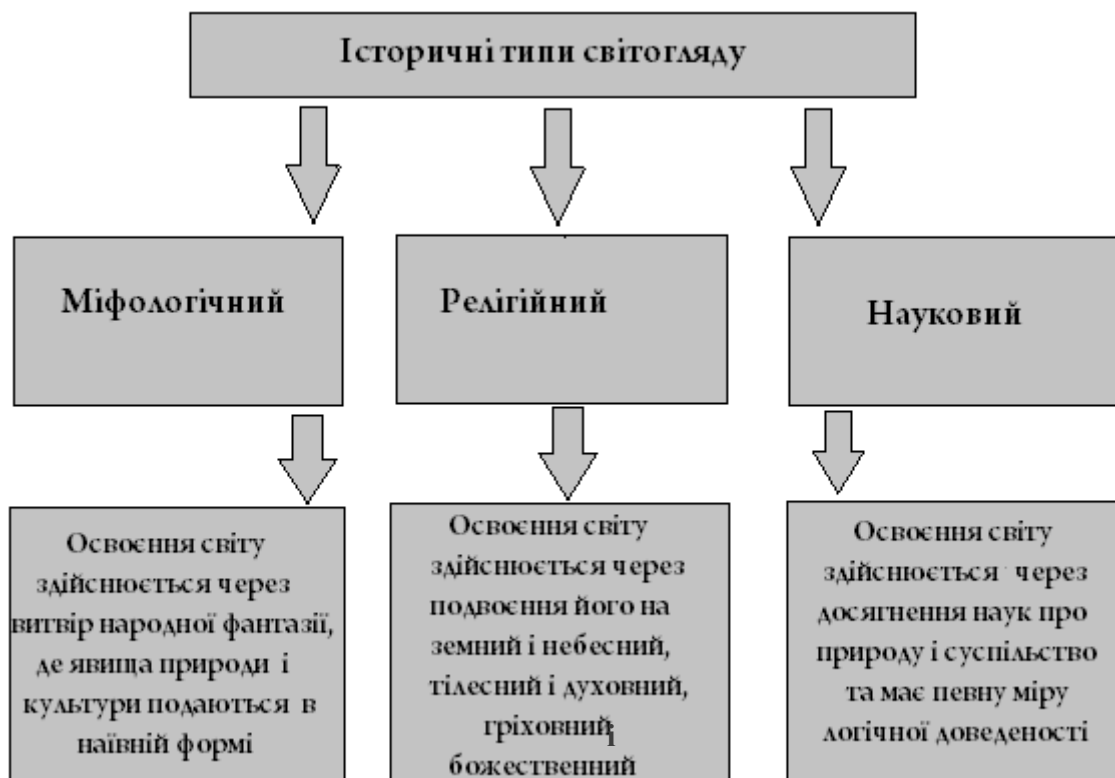 Історичні типи світогляду
Міфологічний
Релігійний
Науковий
Освоєння світу
здійснюється через
витвір народної фантазії,
де явища природи і
культури подаються в
наївній формі
Освоєння світу
здійснюється через
подвоєння його на
земний і небесний,
тілесний і духовний,
гріховний і
божественний
Освоєння світу
здійснюється через
досягнення наук про
природу і суспільство
та має певну міру
логічної доведеності